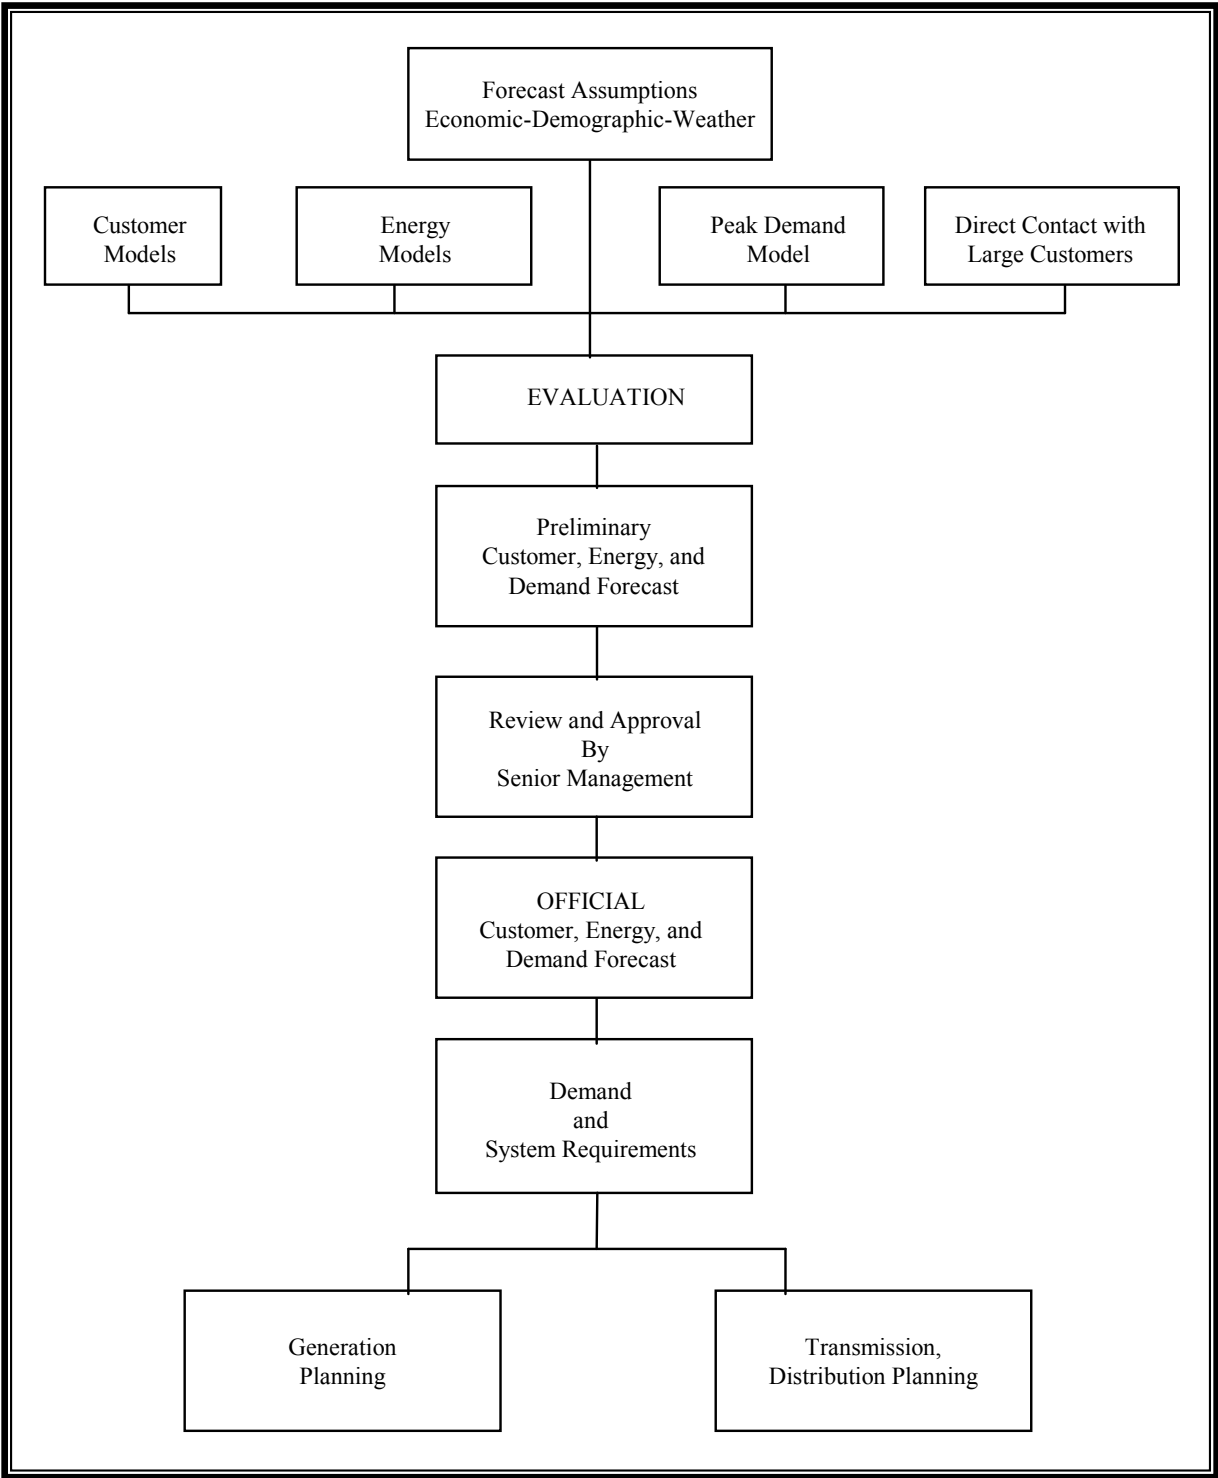 Forecast Assumptions
Economic-Demographic-Weather
Customer
Models
Energy
Models
Peak Demand
Model
Direct Contact with
Large Customers
EVALUATION
Preliminary
Customer, Energy, and
Demand Forecast
Review and Approval
By
Senior Management
OFFICIAL
Customer, Energy, and
Demand Forecast
Demand
and
System Requirements
Generation
Planning
Transmission,
Distribution Planning